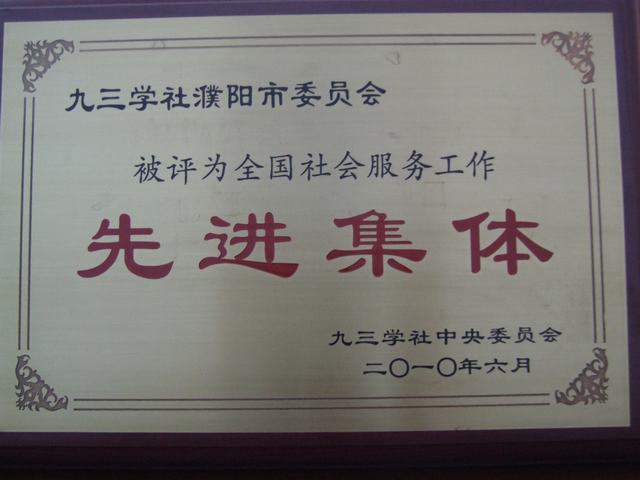 九三学社濮阳市委员会
被评为全国社会服务工作
先进集体
九三学社中央委员会
二〇一〇年六月